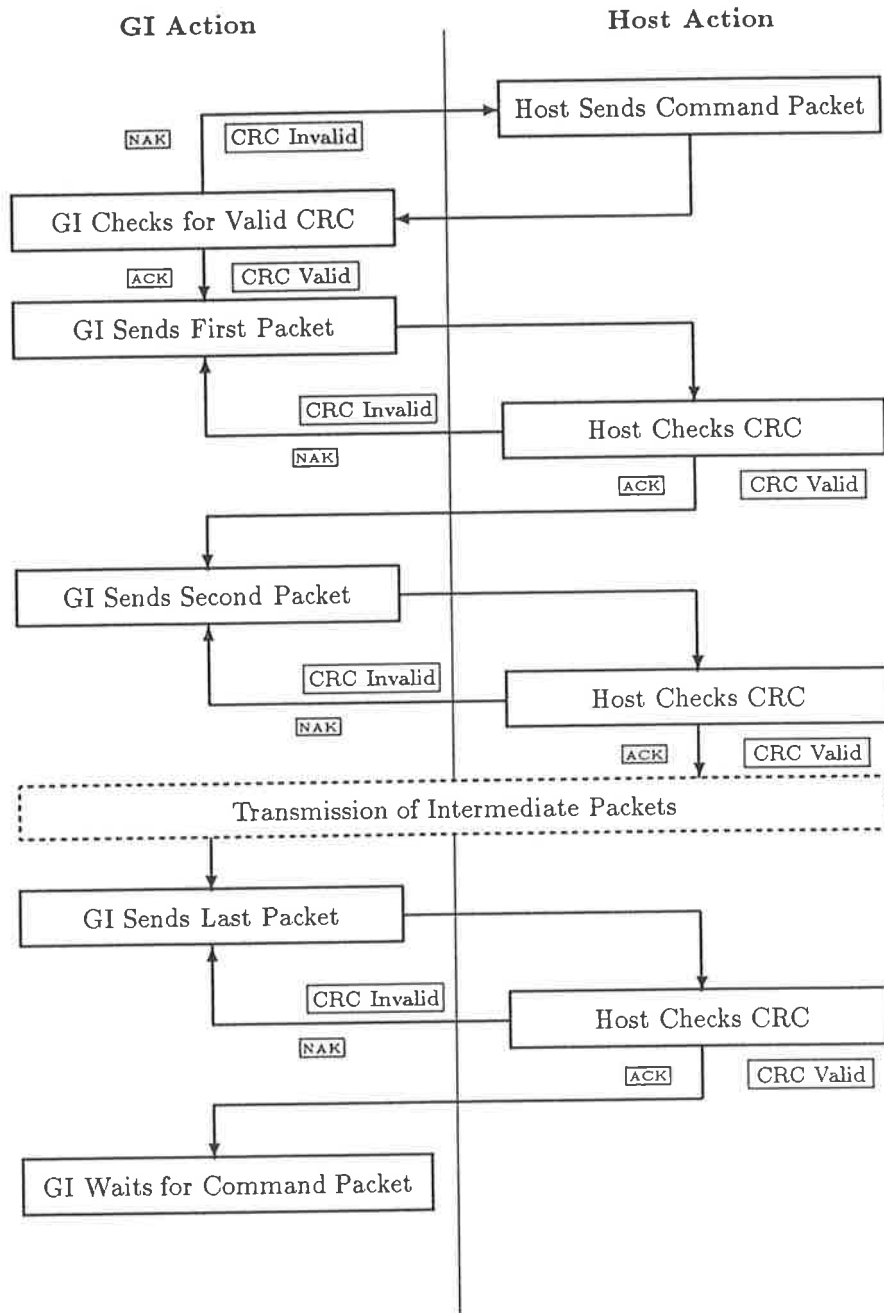 GI Action
Host Action
Host Sends Command Packet
NAK
CRC Invalid
GI Checks for Valid CRC
ACK
CRC Valid
GI Sends First Packet
CRC Invalid
Host Checks CRC
NAK
ACK
CRC Valid
GI Sends Second Packet
CRC Invalid
Host Checks CRC
NAK
ACK
CRC Valid
Transmission of Intermediate Packets
GI Sends Last Packet
CRC Invalid
Host Checks CRC
NAK
ACK
CRC Valid
GI Waits for Command Packet